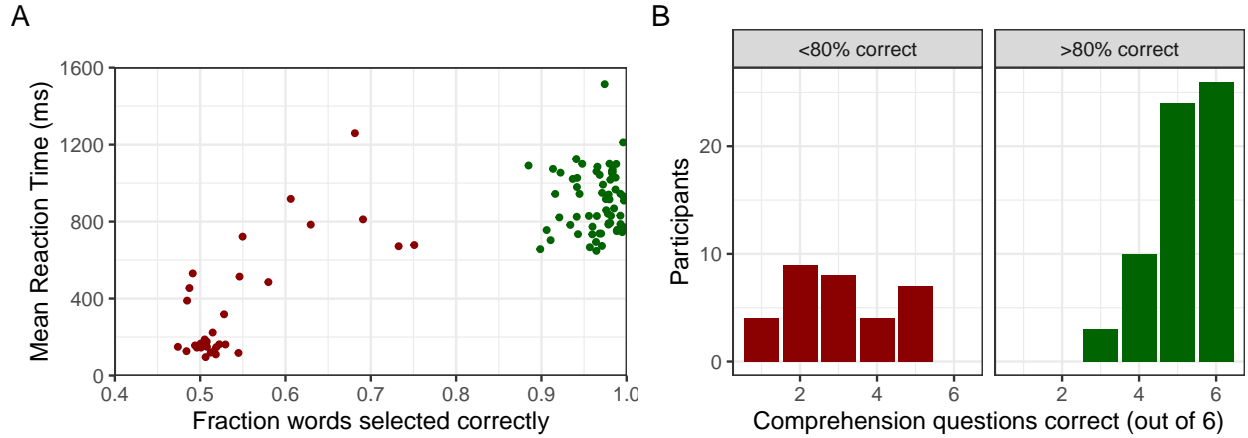 A
1600
1200
800
400
0
0.4 0.5 0.6 0.7 0.8 0.9 1.0
Mean Reaction Time (ms)
Fraction words selected correctly
B
<80% correct >80% correct
20
10
0
2 4 6 2 4 6
Participants
Comprehension questions correct (out of 6)